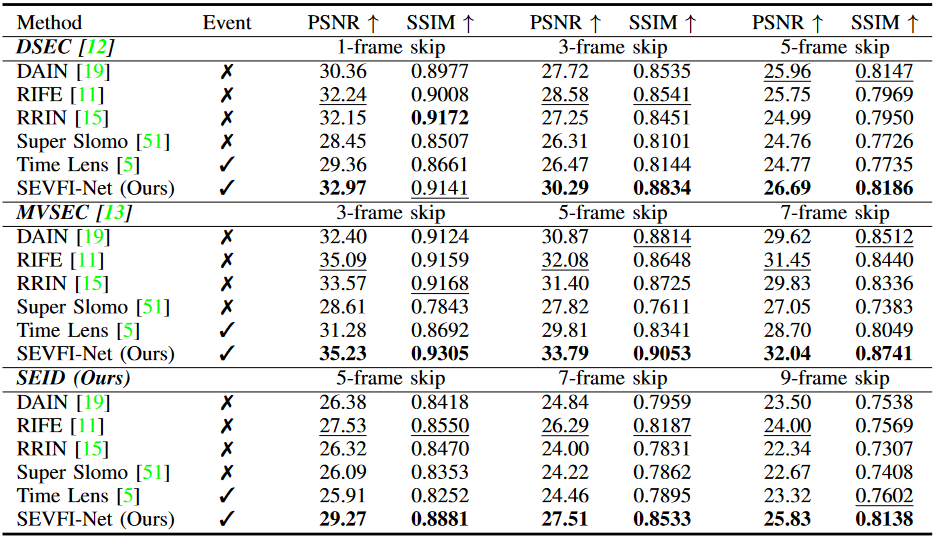 Method Event PSNR ↑ SSIM ↑ PSNR ↑ SSIM ↑ PSNR ↑ SSIM ↑
DSEC [12] 1-frame skip 3-frame skip 5-frame skip
DAIN [19] ✗ 30.36 0.8977 27.72 0.8535 25.96 0.8147
RIFE [11] ✗ 32.24 0.9008 28.58 0.8541 25.75 0.7969
RRIN [15] ✗ 32.15 0.9172 27.25 0.8451 24.99 0.7950
Super Slomo [51] ✗ 28.45 0.8507 26.31 0.8101 24.76 0.7726
Time Lens [5] ✓ 29.36 0.8661 26.47 0.8144 24.77 0.7735
SEVFI-Net (Ours) ✓ 32.97 0.9141 30.29 0.8834 26.69 0.8186
MVSEC [13] 3-frame skip 5-frame skip 7-frame skip
DAIN [19] ✗ 32.40 0.9124 30.87 0.8814 29.62 0.8512
RIFE [11] ✗ 35.09 0.9159 32.08 0.8648 31.45 0.8440
RRIN [15] ✗ 33.57 0.9168 31.40 0.8725 29.83 0.8336
Super Slomo [51] ✗ 28.61 0.7843 27.82 0.7611 27.05 0.7383
Time Lens [5] ✓ 31.28 0.8692 29.81 0.8341 28.70 0.8049
SEVFI-Net (Ours) ✓ 35.23 0.9305 33.79 0.9053 32.04 0.8741
SEID (Ours) 5-frame skip 7-frame skip 9-frame skip
DAIN [19] ✗ 26.38 0.8418 24.84 0.7959 23.50 0.7538
RIFE [11] ✗ 27.53 0.8550 26.29 0.8187 24.00 0.7569
RRIN [15] ✗ 26.32 0.8470 24.00 0.7831 22.34 0.7307
Super Slomo [51] ✗ 26.09 0.8353 24.22 0.7862 22.67 0.7408
Time Lens [5] ✓ 25.91 0.8252 24.46 0.7895 23.32 0.7602
SEVFI-Net (Ours) ✓ 29.27 0.8881 27.51 0.8533 25.83 0.8138